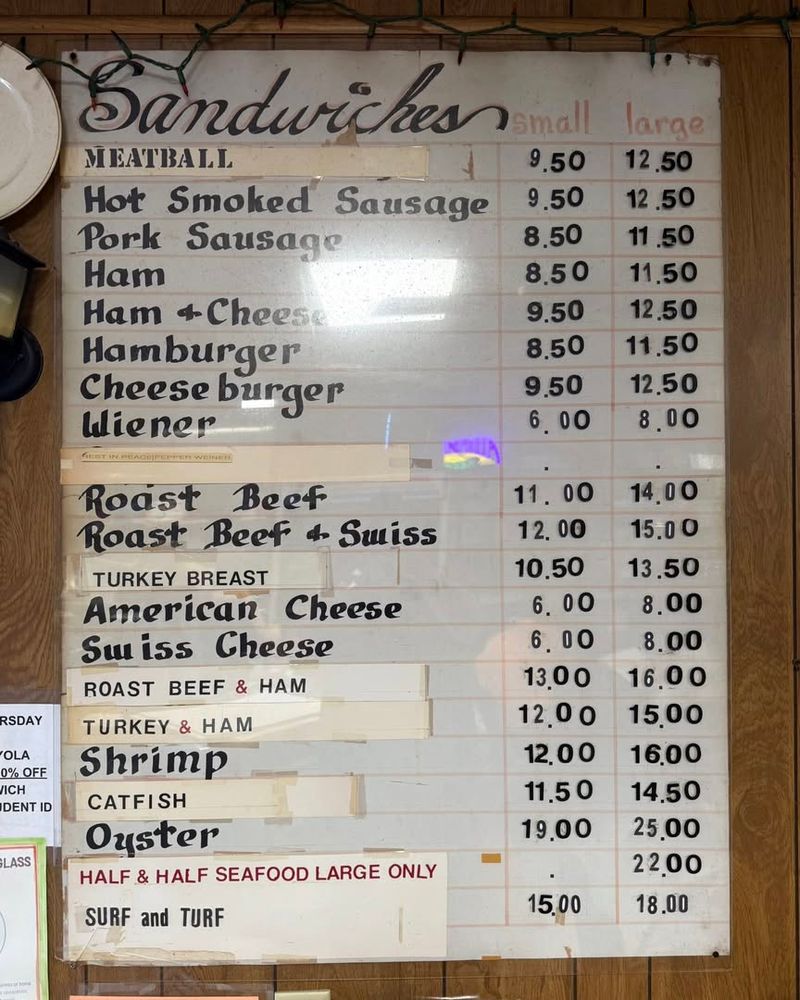 Sandwiches small large
MEATBALL 9.50 12.50
Hot Smoked Sausage 9.50 12.50
Pork Sausage 8.50 11.50
Ham 8.50 11.50
Ham & Cheese 9.50 12.50
Hamburger 8.50 11.50
Cheeseburger 9.50 12.50
Wiener 6.00 8.00
REST IN PEACE PEPPER WEINER . .
Roast Beef 11.00 14.00
Roast Beef & Swiss 12.00 15.00
TURKEY BREAST 10.50 13.50
American Cheese 6.00 8.00
Swiss Cheese 6.00 8.00
ROAST BEEF & HAM 13.00 16.00
TURKEY & HAM 12.00 15.00
Shrimp 12.00 16.00
CATFISH 11.50 14.50
Oyster 19.00 25.00
HALF & HALF SEAFOOD LARGE ONLY . 22.00
SURF and TURF 15.00 18.00
RSDAY
YOLA
0% OFF
WICH
UDENT ID
GLASS